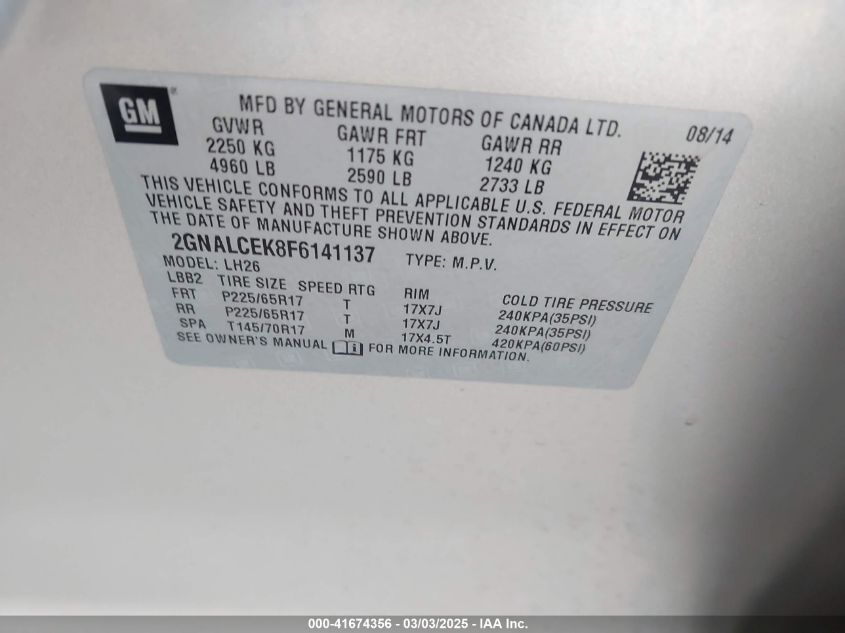 GM
MFD BY GENERAL MOTORS OF CANADA LTD. 08/14
GVWR GAWR FRT GAWR RR
2250 KG 1175 KG 1240 KG
4960 LB 2590 LB 2733 LB
THIS VEHICLE CONFORMS TO ALL APPLICABLE U.S. FEDERAL MOTOR
VEHICLE SAFETY AND THEFT PREVENTION STANDARDS IN EFFECT ON
THE DATE OF MANUFACTURE SHOWN ABOVE.
2GNALCEK8F6141137 TYPE: M.P.V.
MODEL: LH26
LBB2 TIRE SIZE SPEED RTG RIM COLD TIRE PRESSURE
FRT P225/65R17 T 17X7J 240KPA(35PSI)
RR P225/65R17 T 17X7J 240KPA(35PSI)
SPA T145/70R17 M 17X4.5T 420KPA(60PSI)
SEE OWNER'S MANUAL i FOR MORE INFORMATION.
000-41674356 - 03/03/2025 - IAA Inc.